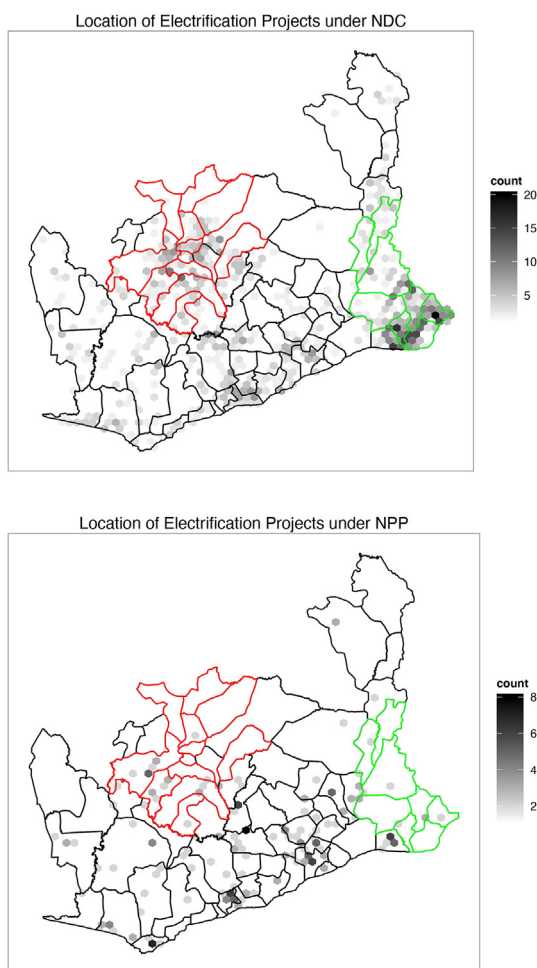 Location of Electrification Projects under NDC
count
20
15
10
5
Location of Electrification Projects under NPP
count
8
6
4
2